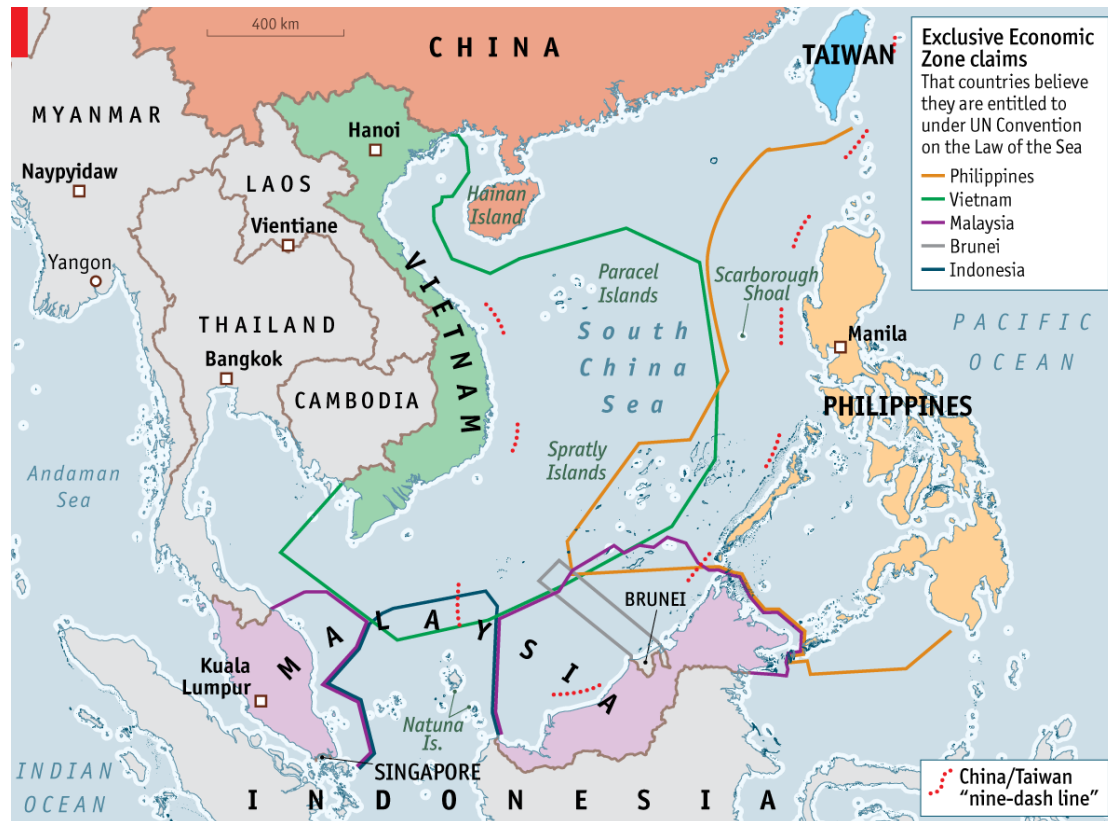 400 km
CHINA
TAIWAN
Exclusive Economic
Zone claims
That countries believe
they are entitled to
under UN Convention
on the Law of the Sea
Philippines
Vietnam
Malaysia
Brunei
Indonesia
MYANMAR
Hanoi
Naypyidaw
LAOS
Hainan
Island
Vientiane
Yangon
VIETNAM
Paracel
Islands
Scarborough
Shoal
THAILAND
South
China
Sea
Manila
PACIFIC
OCEAN
Bangkok
CAMBODIA
PHILIPPINES
Andaman
Sea
Spratly
Islands
BRUNEI
MALAYSIA
Kuala
Lumpur
Natuna
Is.
SINGAPORE
INDIAN
OCEAN
INDONESIA
China/Taiwan
“nine-dash line”